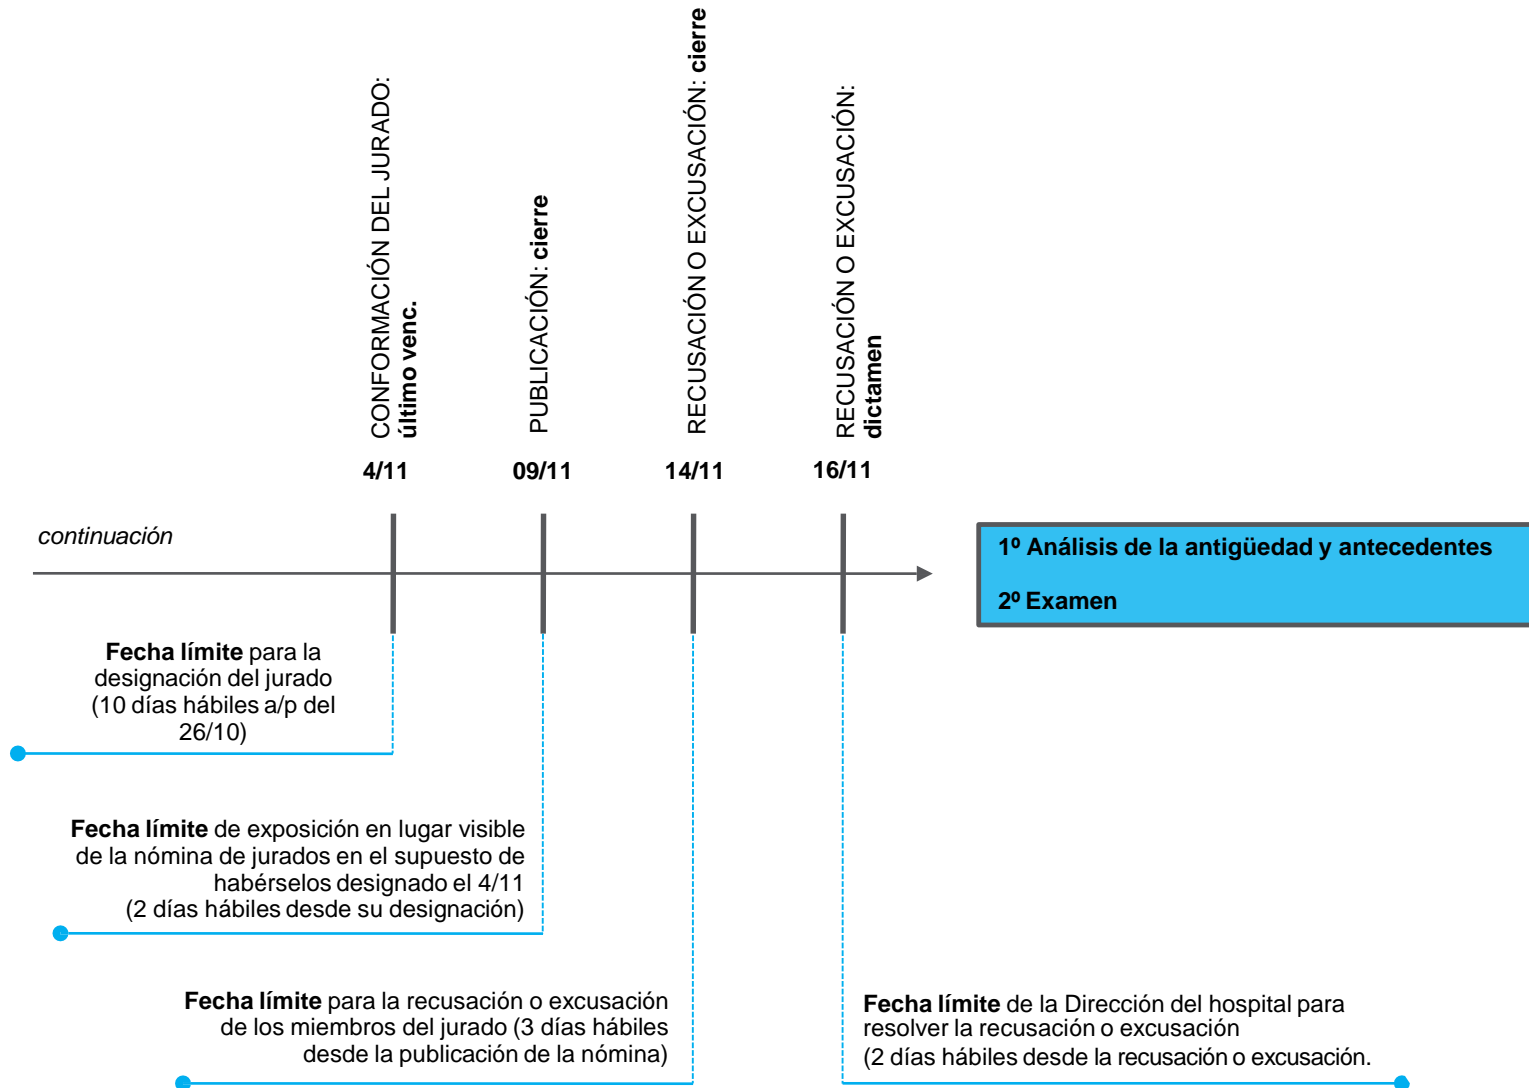 CONFORMACIÓN DEL JURADO:
último venc.
PUBLICACIÓN: cierre
RECUSACIÓN O EXCUSACIÓN: cierre
RECUSACIÓN O EXCUSACIÓN:
dictamen
4/11
09/11
14/11
16/11
continuación
1º Análisis de la antigüedad y antecedentes
2º Examen
Fecha límite para la
designación del jurado
(10 días hábiles a/p del
26/10)
Fecha límite de exposición en lugar visible
de la nómina de jurados en el supuesto de
habérselos designado el 4/11
(2 días hábiles desde su designación)
Fecha límite para la recusación o excusación
de los miembros del jurado (3 días hábiles
desde la publicación de la nómina)
Fecha límite de la Dirección del hospital para
resolver la recusación o excusación
(2 días hábiles desde la recusación o excusación.